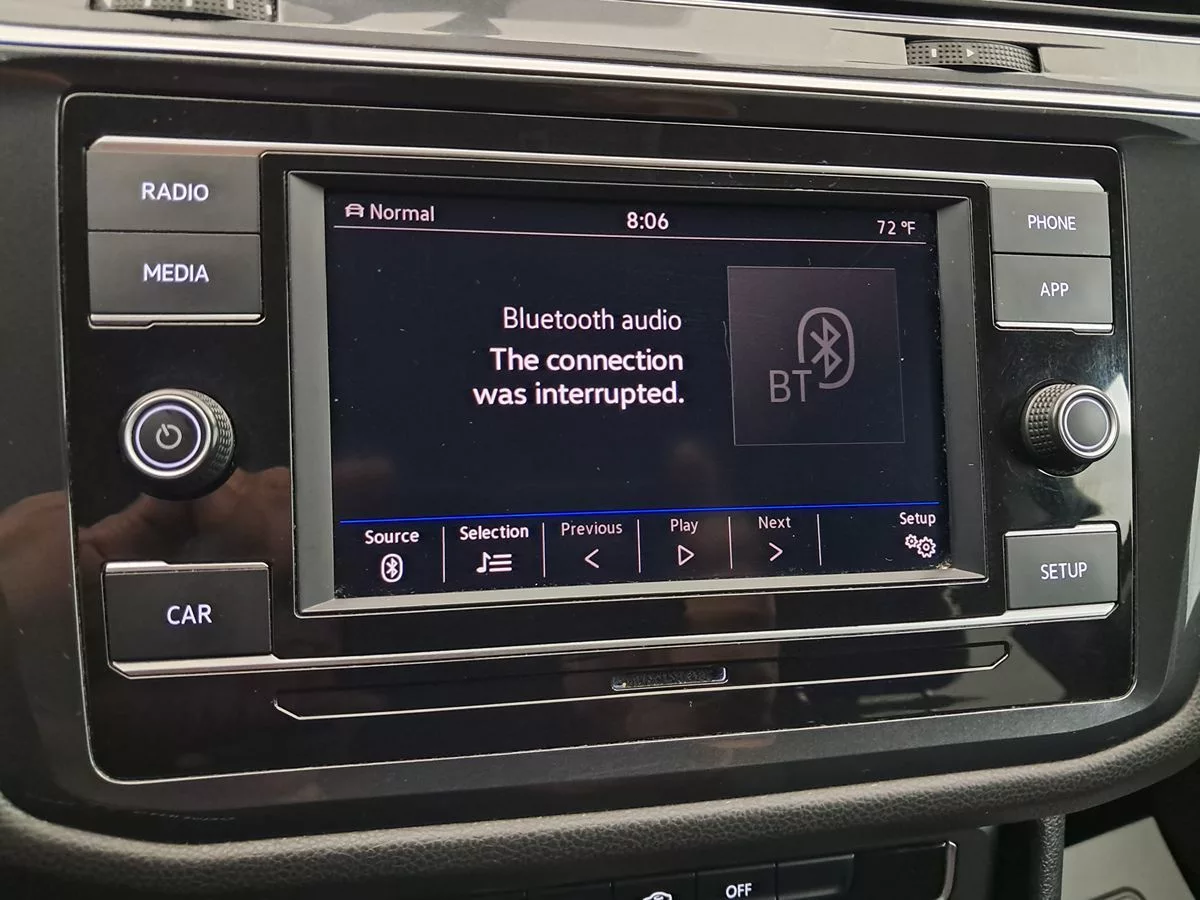 RADIO
MEDIA
Normal
8:06
72 °F
PHONE
APP
Bluetooth audio
The connection
was interrupted.
BT
Source
Selection
Previous
Play
Next
Setup
CAR
SETUP
OFF